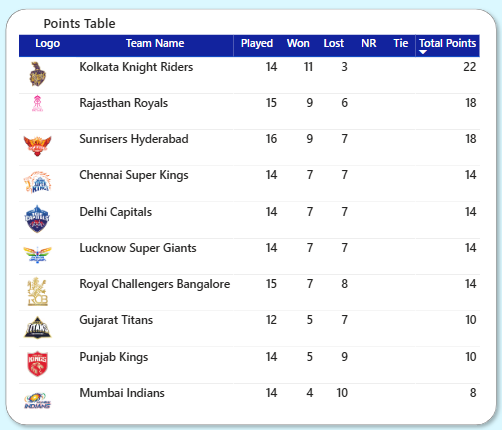 Points Table
Logo Team Name Played Won Lost NR Tie Total Points
Kolkata Knight Riders 14 11 3 22
Rajasthan Royals 15 9 6 18
Sunrisers Hyderabad 16 9 7 18
Chennai Super Kings 14 7 7 14
Delhi Capitals 14 7 7 14
Lucknow Super Giants 14 7 7 14
Royal Challengers Bangalore 15 7 8 14
Gujarat Titans 12 5 7 10
Punjab Kings 14 5 9 10
Mumbai Indians 14 4 10 8